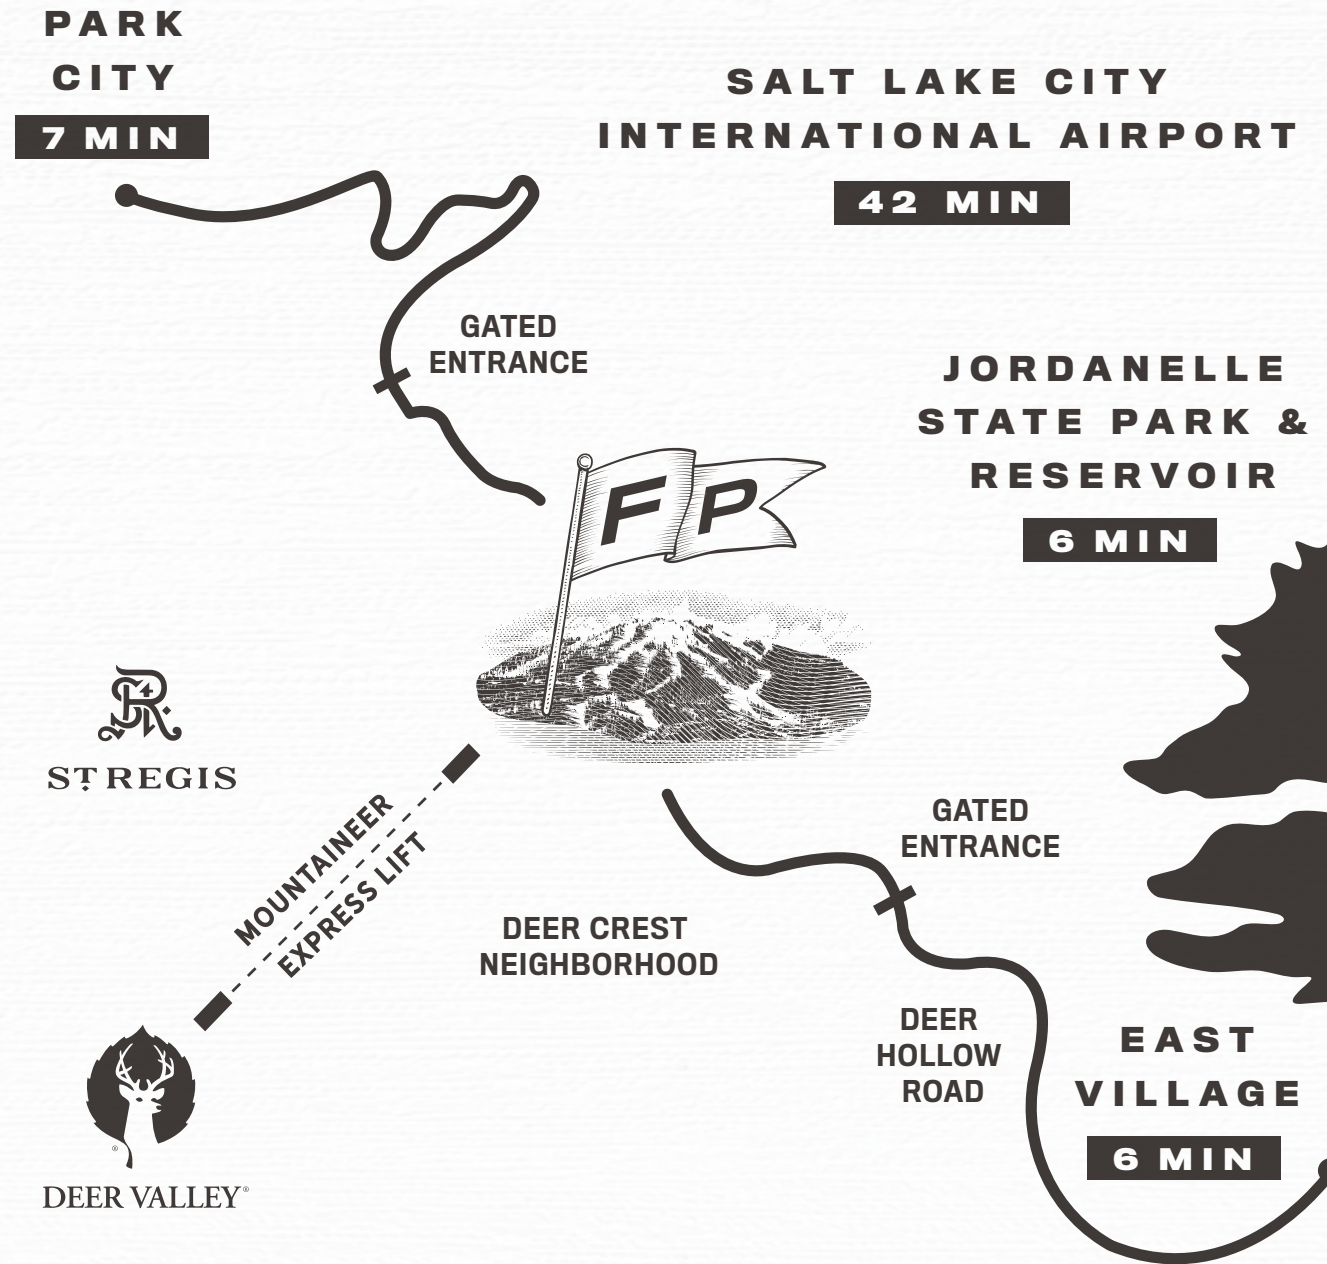 PARK
CITY
7 MIN
SALT LAKE CITY
INTERNATIONAL AIRPORT
42 MIN
GATED
ENTRANCE
JORDANELLE
STATE PARK &
RESERVOIR
6 MIN
F P
ST REGIS
MOUNTAINEER
EXPRESS LIFT
GATED
ENTRANCE
DEER CREST
NEIGHBORHOOD
DEER
HOLLOW
ROAD
EAST
VILLAGE
6 MIN
®
DEER VALLEY®